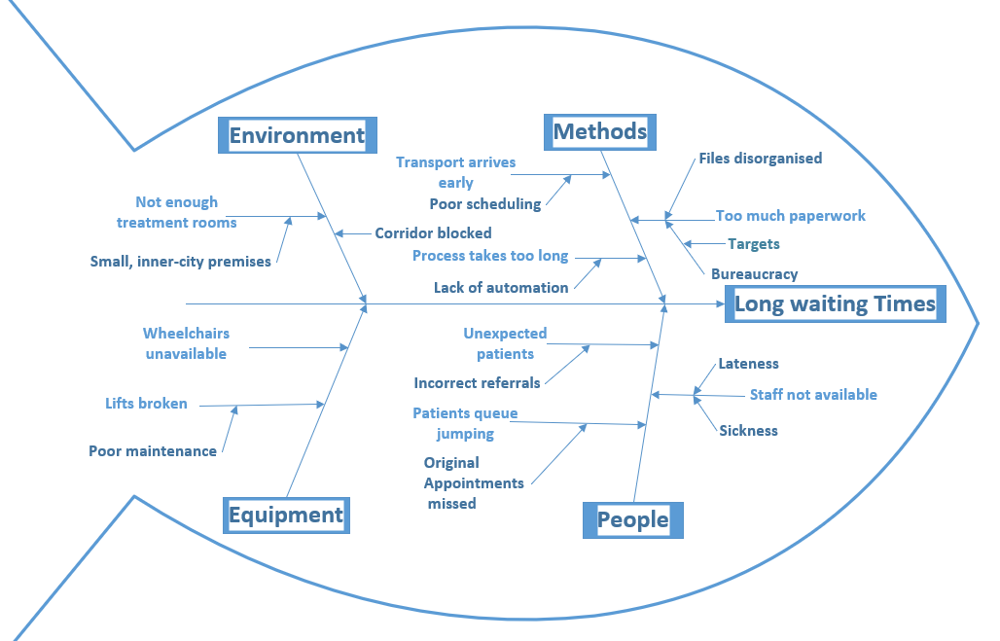 Environment
Methods
Transport arrives
early
Files disorganised
Poor scheduling
Not enough
treatment rooms
Too much paperwork
Corridor blocked
Targets
Process takes too long
Small, inner-city premises
Bureaucracy
Lack of automation
Long waiting Times
Wheelchairs
unavailable
Unexpected
patients
Lateness
Incorrect referrals
Staff not available
Lifts broken
Patients queue
jumping
Sickness
Poor maintenance
Original
Appointments
missed
Equipment
People